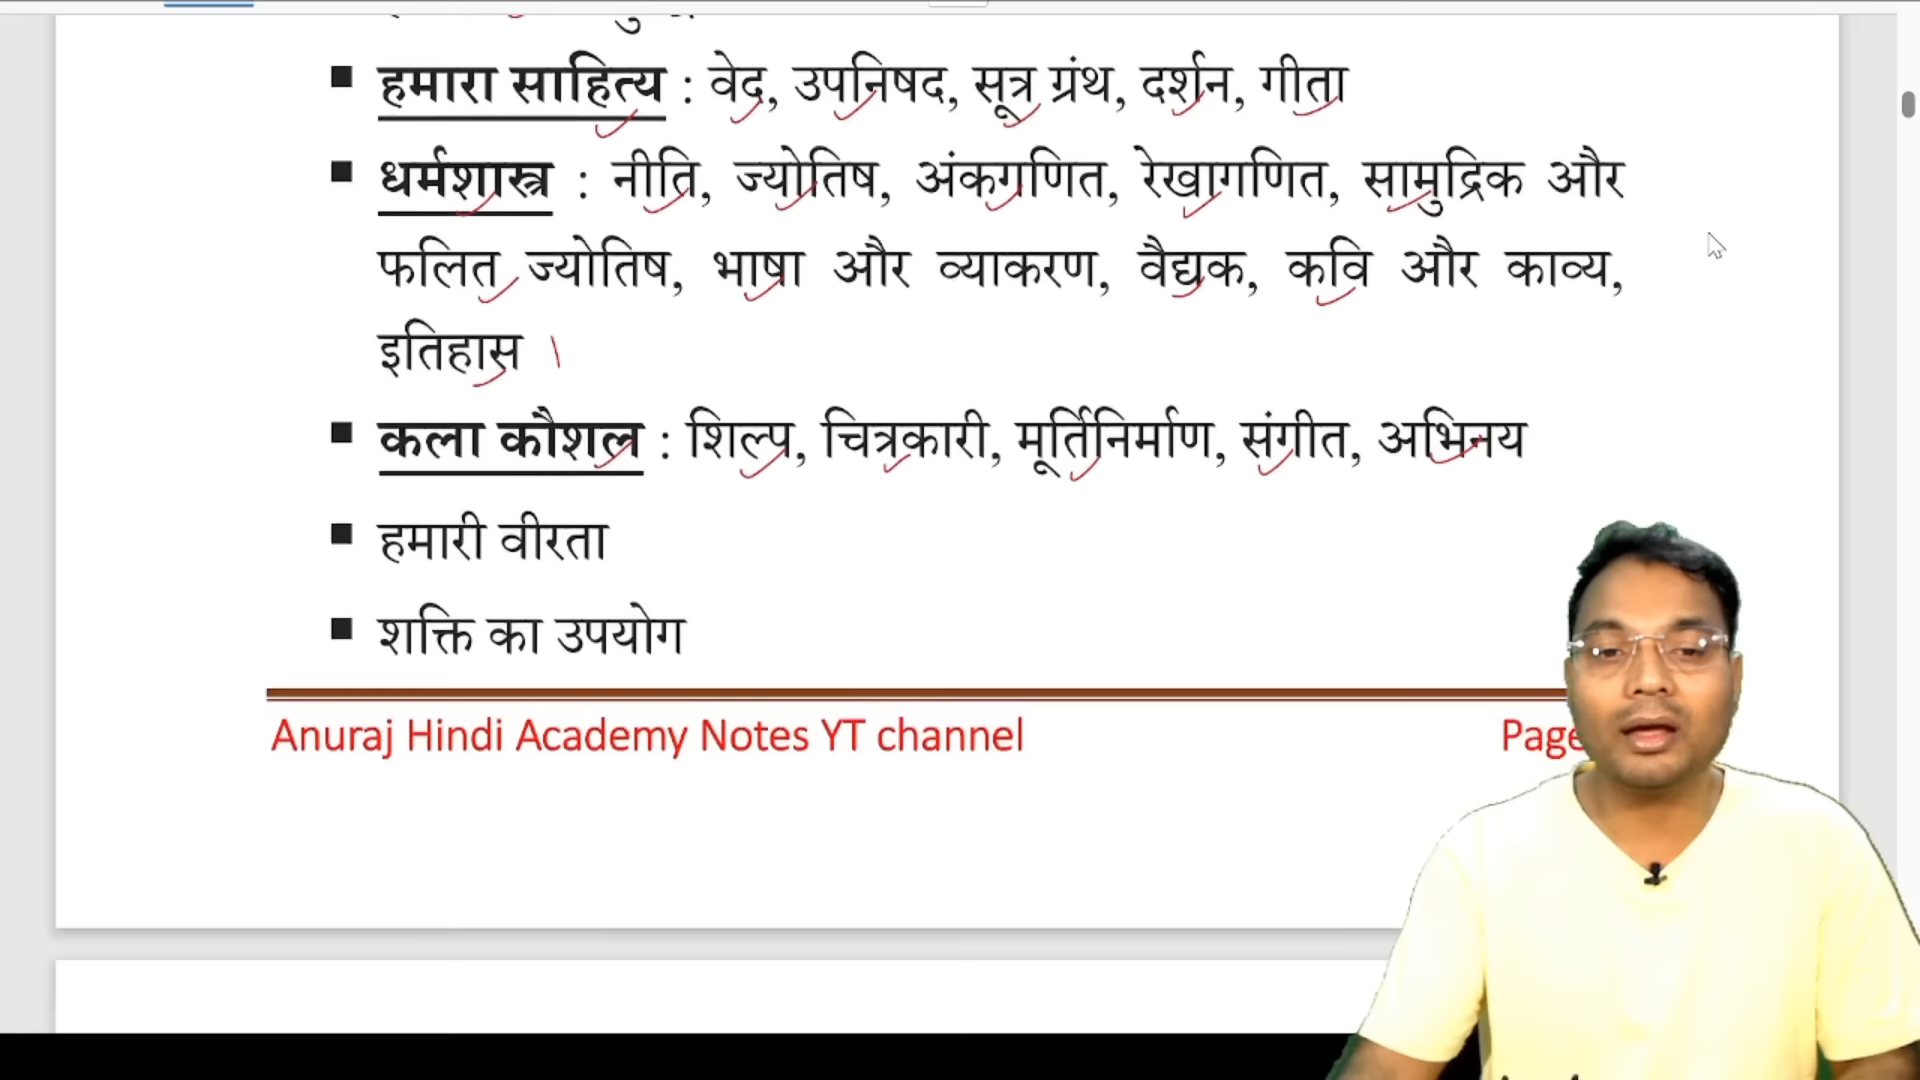 ▪ हमारा साहित्य : वेद, उपनिषद, सूत्र ग्रंथ, दर्शन, गीता
▪ धर्मशास्त्र : नीति, ज्योतिष, अंकगणित, रेखागणित, सामुद्रिक और
फलित ज्योतिष, भाषा और व्याकरण, वैद्यक, कवि और काव्य,
इतिहास ।
▪ कला कौशल : शिल्प, चित्रकारी, मूर्तिनिर्माण, संगीत, अभिनय
▪ हमारी वीरता
▪ शक्ति का उपयोग
Anuraj Hindi Academy Notes YT channel Page